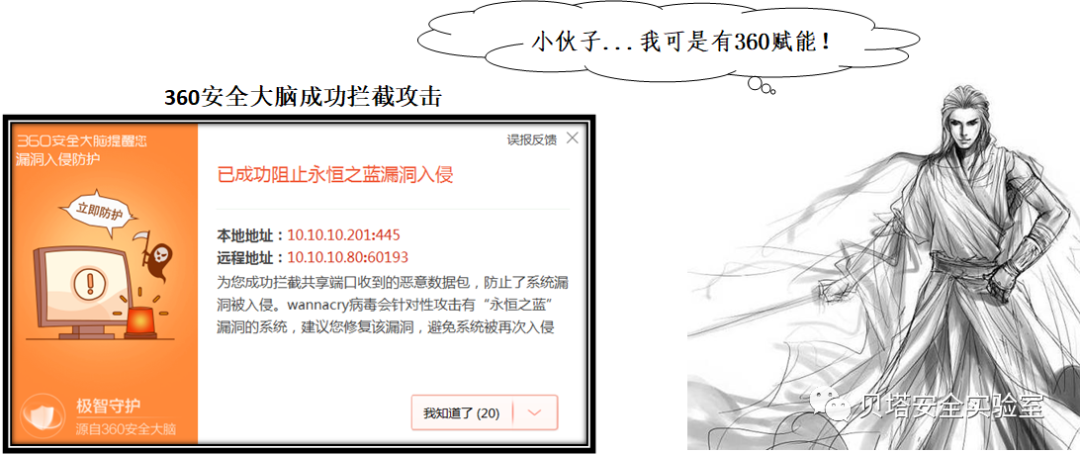 小伙子...我可是有360赋能！
360安全大脑成功拦截攻击
360安全大脑提醒您
漏洞入侵防护
立即防护
极智守护
源自360安全大脑
误报反馈
已成功阻止永恒之蓝漏洞入侵
本地地址：10.10.10.201:445
远程地址：10.10.10.80:60193
为您成功拦截共享端口收到的恶意数据包，防止了系统漏
洞被入侵。wannacry病毒会针对性攻击有“永恒之蓝”
漏洞的系统，建议您修复该漏洞，避免系统被再次入侵
我知道了 (20)
贝塔安全实验室